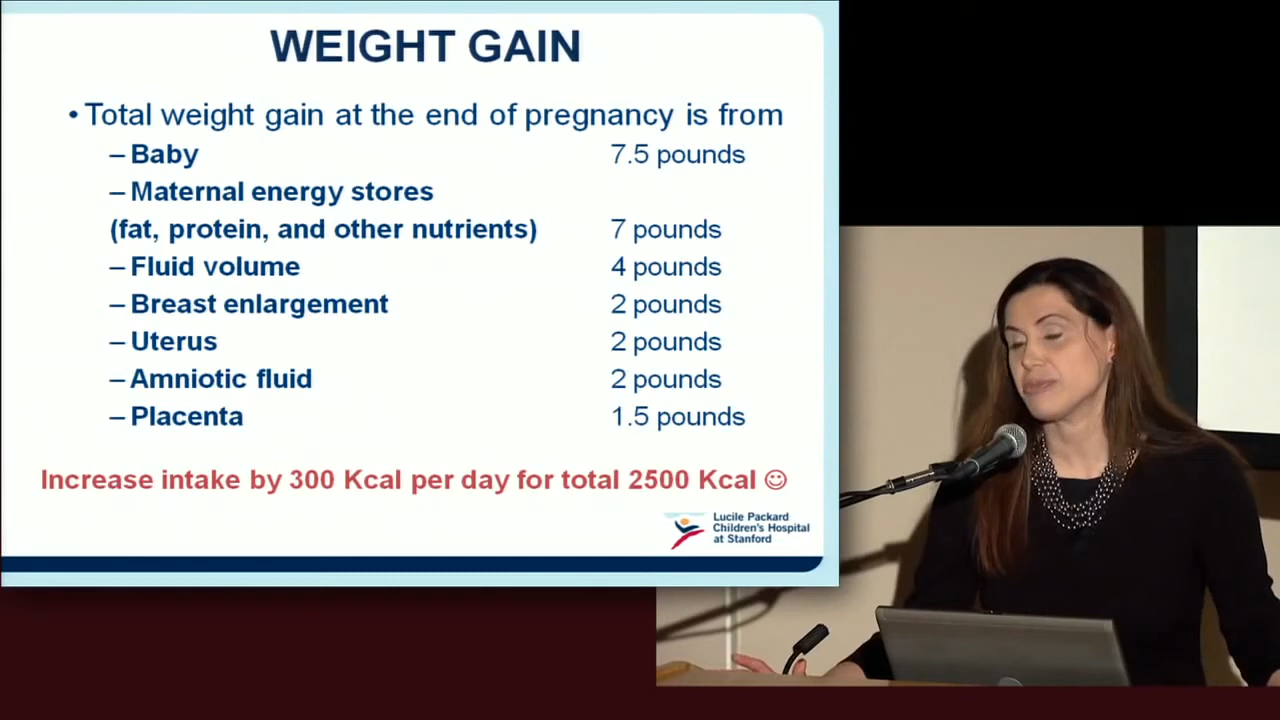 WEIGHT GAIN
• Total weight gain at the end of pregnancy is from
– Baby 7.5 pounds
– Maternal energy stores
(fat, protein, and other nutrients) 7 pounds
– Fluid volume 4 pounds
– Breast enlargement 2 pounds
– Uterus 2 pounds
– Amniotic fluid 2 pounds
– Placenta 1.5 pounds
Increase intake by 300 Kcal per day for total 2500 Kcal ☺
Lucile Packard
Children's Hospital
at Stanford